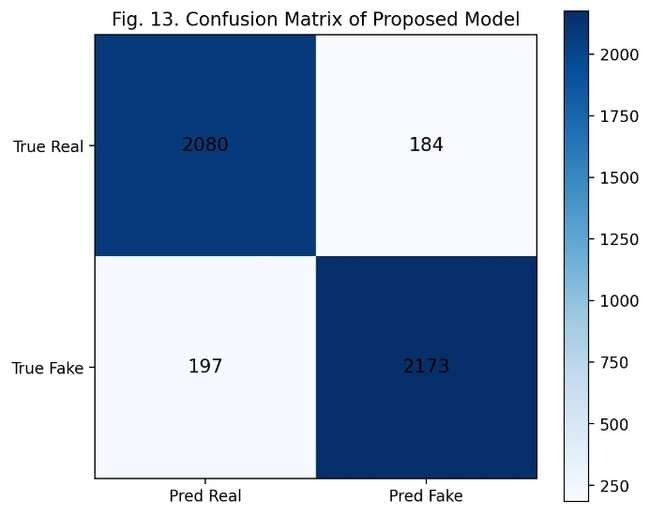 Fig. 13. Confusion Matrix of Proposed Model
True Real
2080
184
True Fake
197
2173
Pred Real
Pred Fake
2000
1750
1500
1250
1000
750
500
250